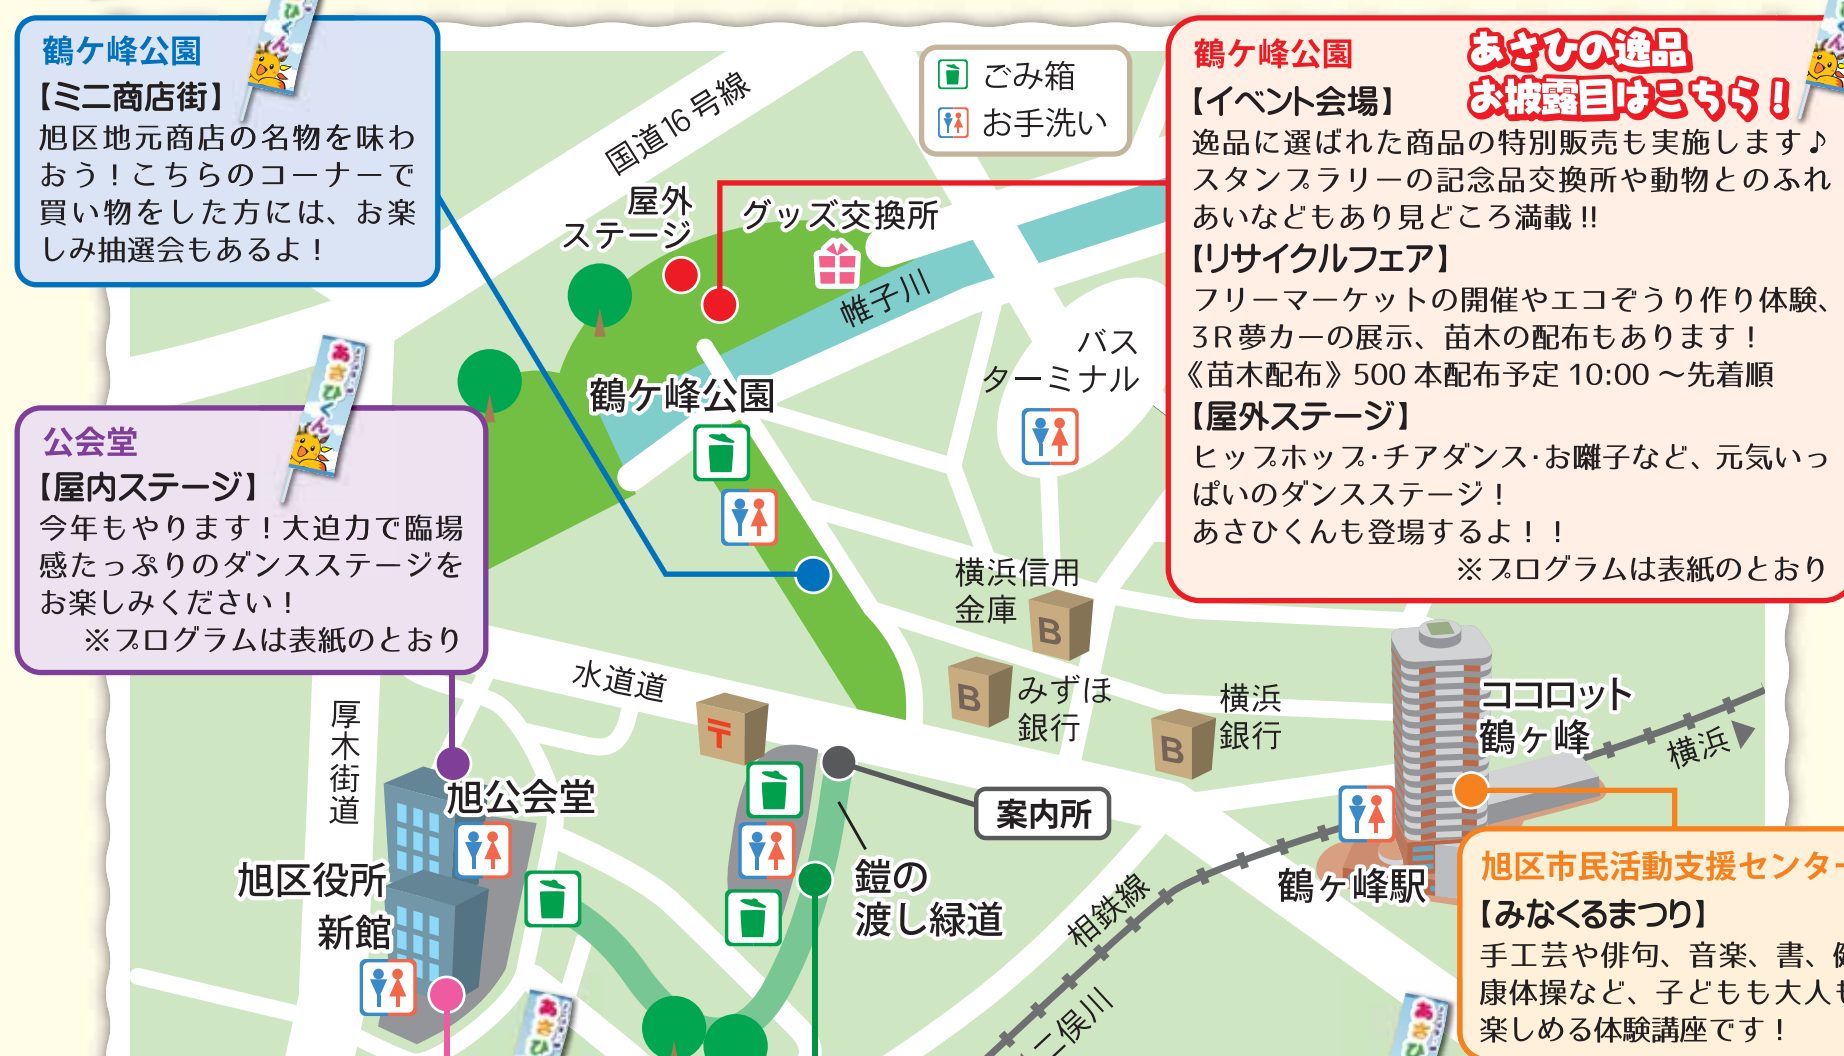 鶴ケ峰公園
【ミニ商店街】
旭区地元商店の名物を味わ
おう！こちらのコーナーで
買い物をした方には、お楽
しみ抽選会もあるよ！
ひくん
国道16号線
ごみ箱
お手洗い
鶴ケ峰公園
あさひの逸品
お披露目はこちら！
【イベント会場】
逸品に選ばれた商品の特別販売も実施します♪
スタンプラリーの記念品交換所や動物とのふれ
あいなどもあり見どころ満載!!
【リサイクルフェア】
フリーマーケットの開催やエコぞうり作り体験、
3R夢カーの展示、苗木の配布もあります！
《苗木配布》500本配布予定 10:00～先着順
【屋外ステージ】
ヒップホップ・チアダンス・お囃子など、元気いっ
ぱいのダンスステージ！
あさひくんも登場するよ！！
※プログラムは表紙のとおり
屋外
ステージ
グッズ交換所
帷子川
バス
ターミナル
鶴ケ峰公園
あさひくん
公会堂
【屋内ステージ】
今年もやります！大迫力で臨場
感たっぷりのダンスステージを
お楽しみください！
※プログラムは表紙のとおり
横浜信用
金庫
B
B
みずほ
銀行
横浜
銀行
B
水道道
〒
厚木街道
ココロット
鶴ヶ峰
横浜
旭公会堂
案内所
旭区役所
新館
鎧の
渡し緑道
相鉄線
鶴ヶ峰駅
二俣川
旭区市民活動支援センター
【みなくるまつり】
手工芸や俳句、音楽、書、健
康体操など、子どもも大人も
楽しめる体験講座です！
あさひ
あさひ